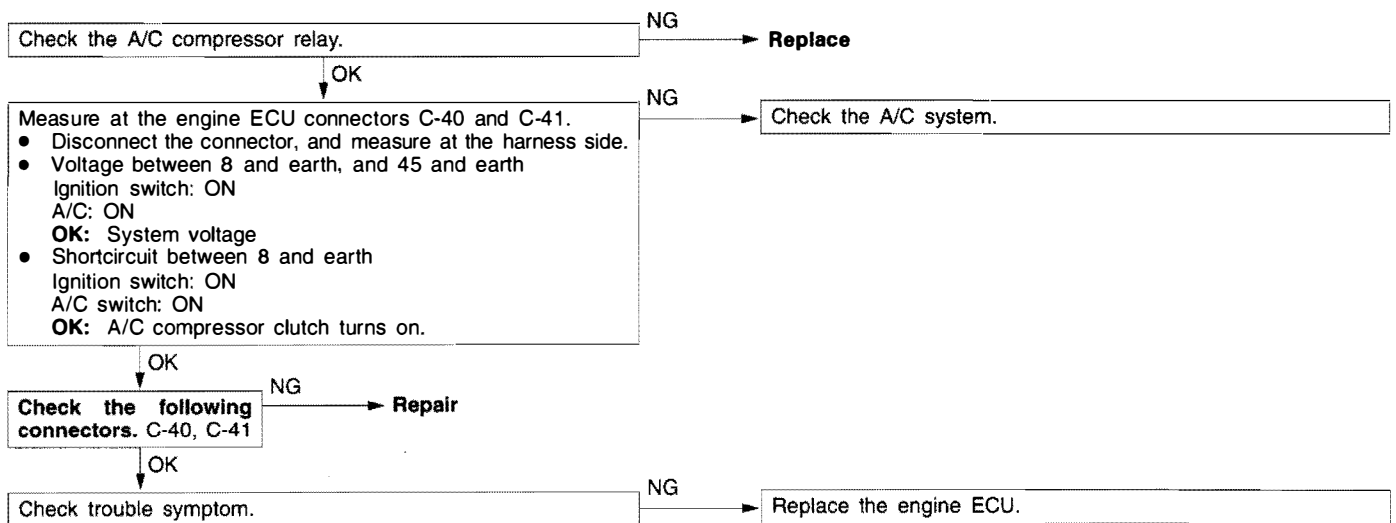 Check the A/C compressor relay.
NG
Replace
OK
Measure at the engine ECU connectors C-40 and C-41.
● Disconnect the connector, and measure at the harness side.
● Voltage between 8 and earth, and 45 and earth
Ignition switch: ON
A/C: ON
OK: System voltage
● Shortcircuit between 8 and earth
Ignition switch: ON
A/C switch: ON
OK: A/C compressor clutch turns on.
NG
Check the A/C system.
OK
Check the following
connectors. C-40, C-41
NG
Repair
OK
Check trouble symptom.
NG
Replace the engine ECU.